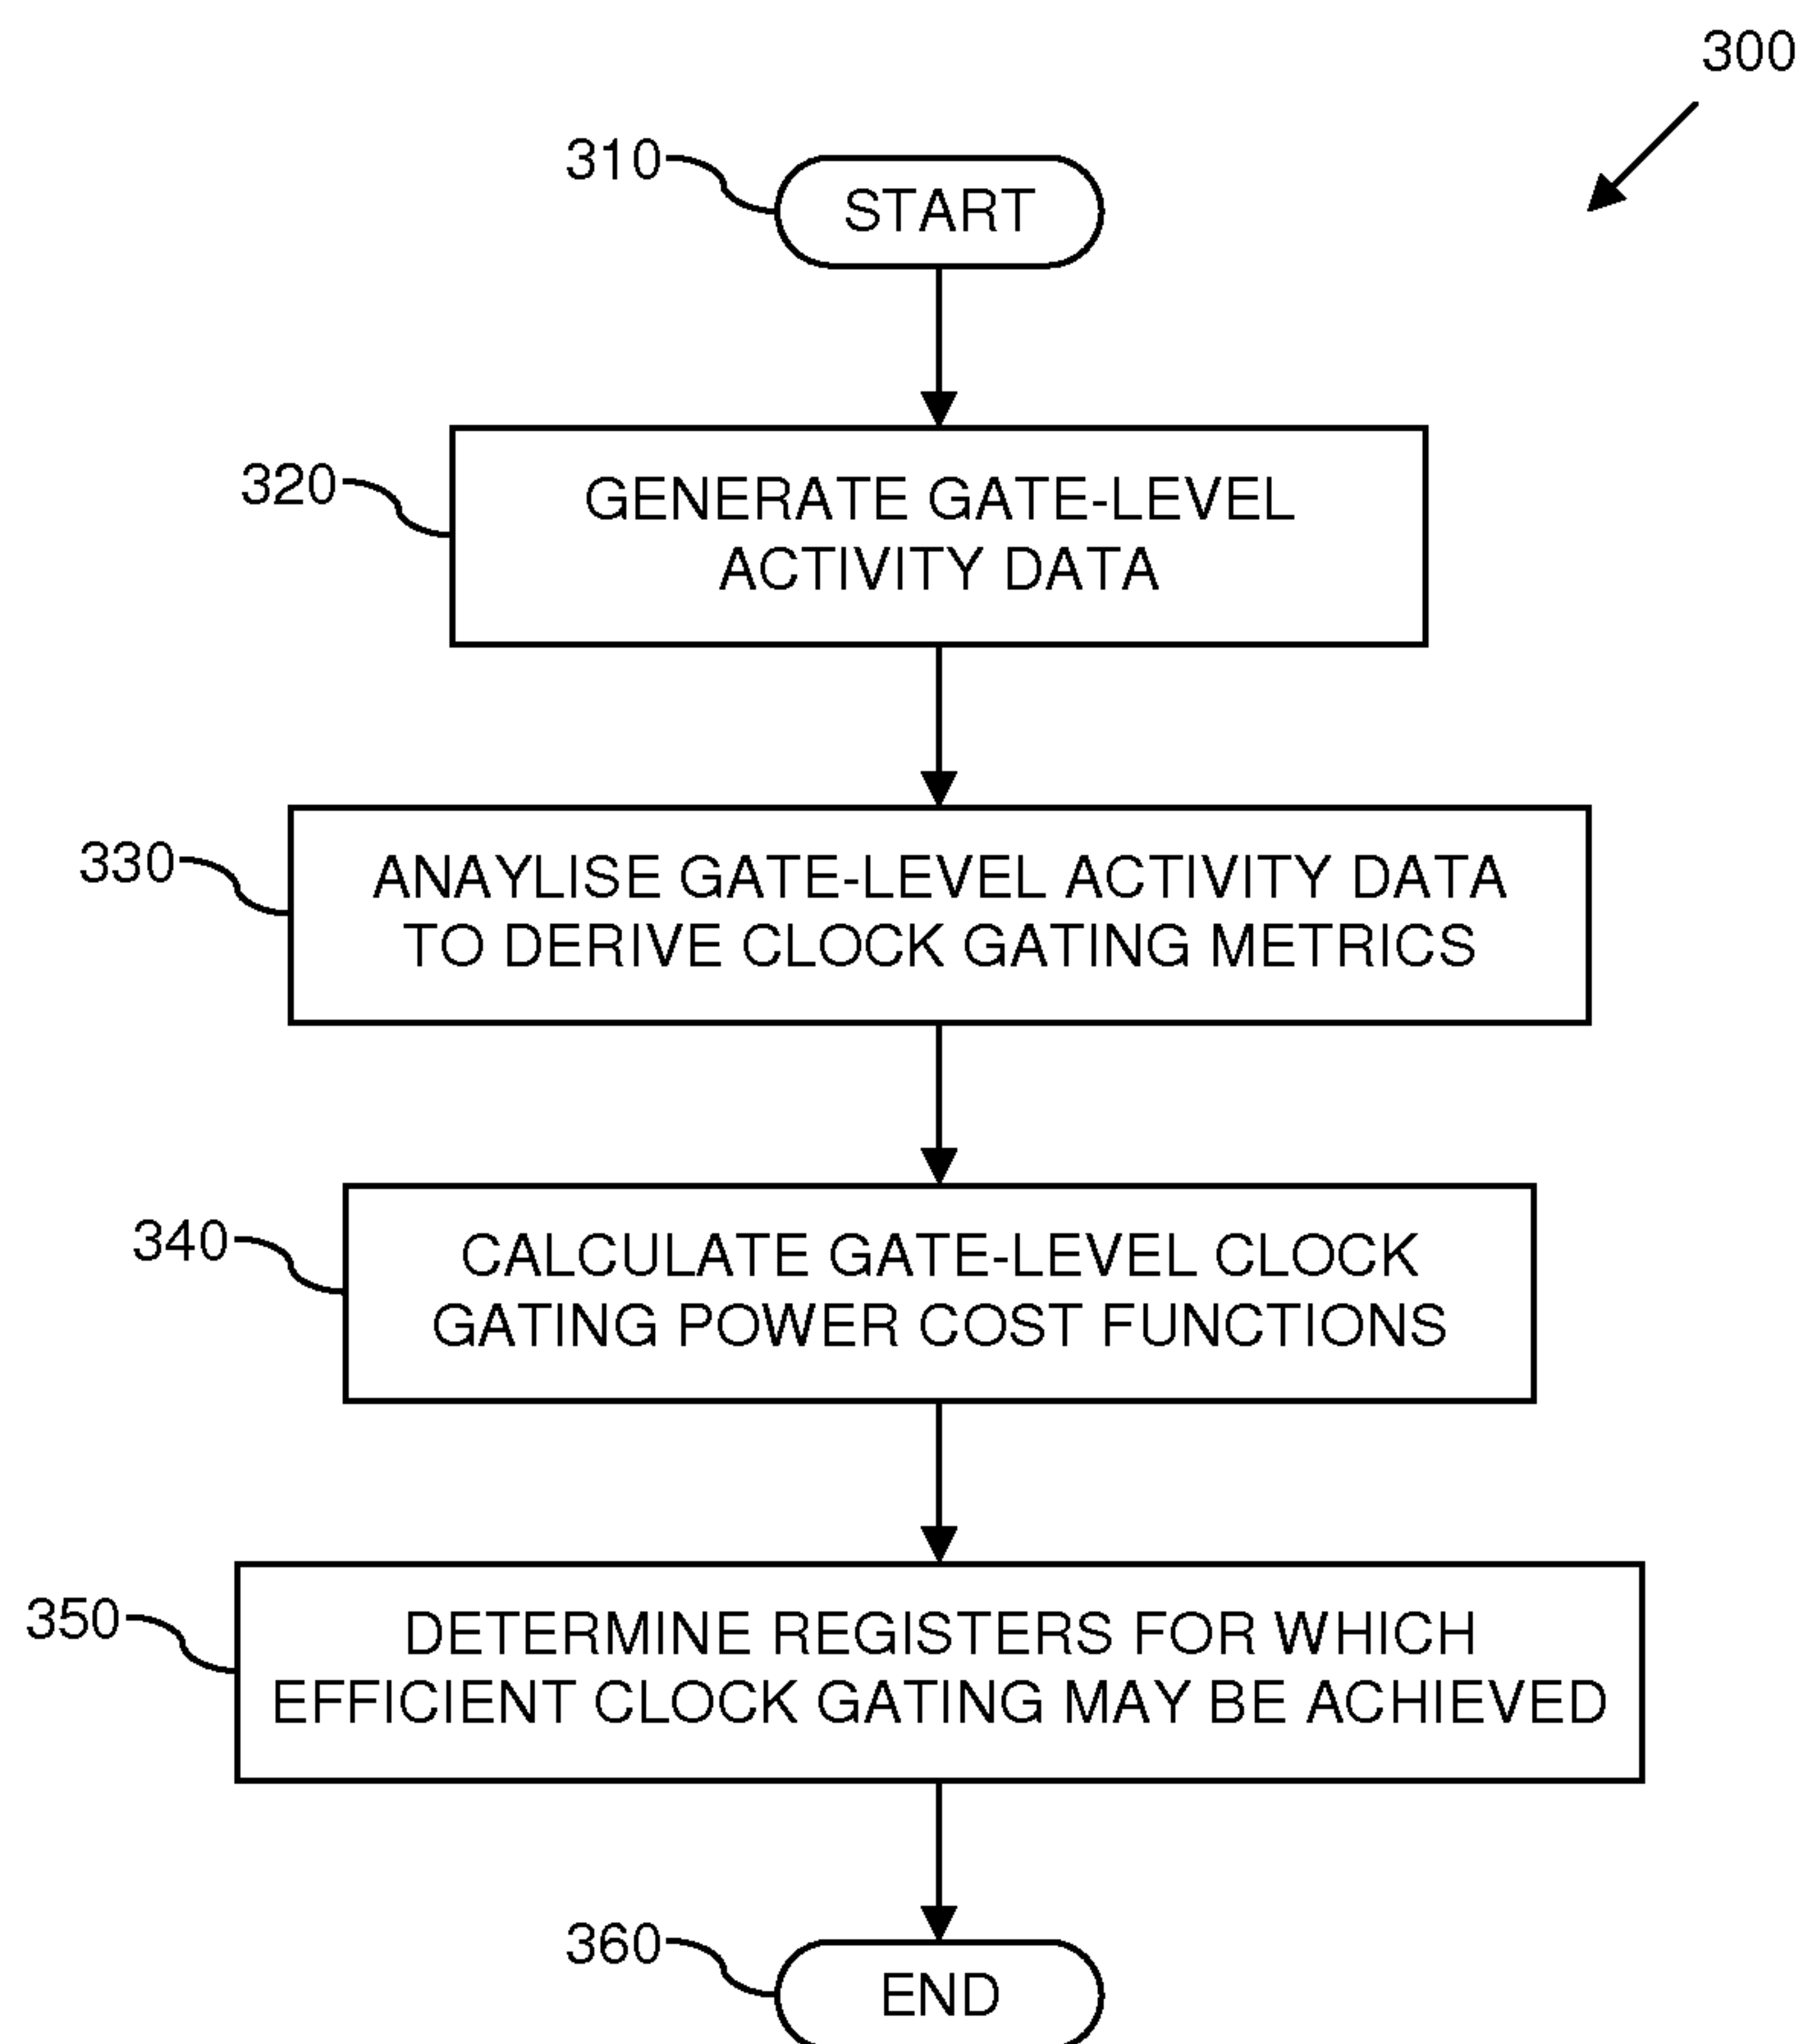 300
310
START
320
GENERATE GATE-LEVEL
ACTIVITY DATA
330
ANAYLISE GATE-LEVEL ACTIVITY DATA
TO DERIVE CLOCK GATING METRICS
340
CALCULATE GATE-LEVEL CLOCK
GATING POWER COST FUNCTIONS
350
DETERMINE REGISTERS FOR WHICH
EFFICIENT CLOCK GATING MAY BE ACHIEVED
360
END